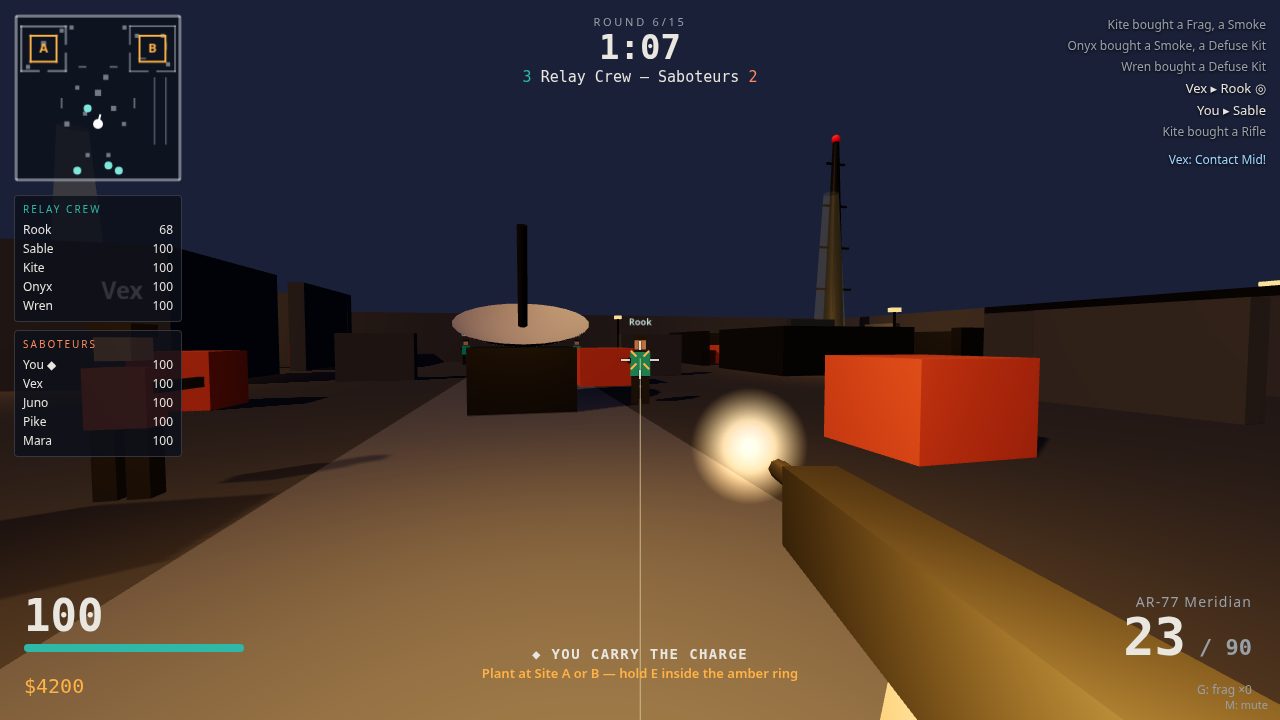 A
B
ROUND 6/15
1:07
3 Relay Crew — Saboteurs 2
Kite bought a Frag, a Smoke
Onyx bought a Smoke, a Defuse Kit
Wren bought a Defuse Kit
Vex ▸ Rook ◎
You ▸ Sable
Kite bought a Rifle
Vex: Contact Mid!
RELAY CREW
Rook 68
Sable 100
Kite 100
Onyx 100
Wren 100
Vex
SABOTEURS
You ◆ 100
Vex 100
Juno 100
Pike 100
Mara 100
Rook
100
$4200
◆ YOU CARRY THE CHARGE
Plant at Site A or B — hold E inside the amber ring
AR-77 Meridian
23 / 90
G: frag ×0
M: mute